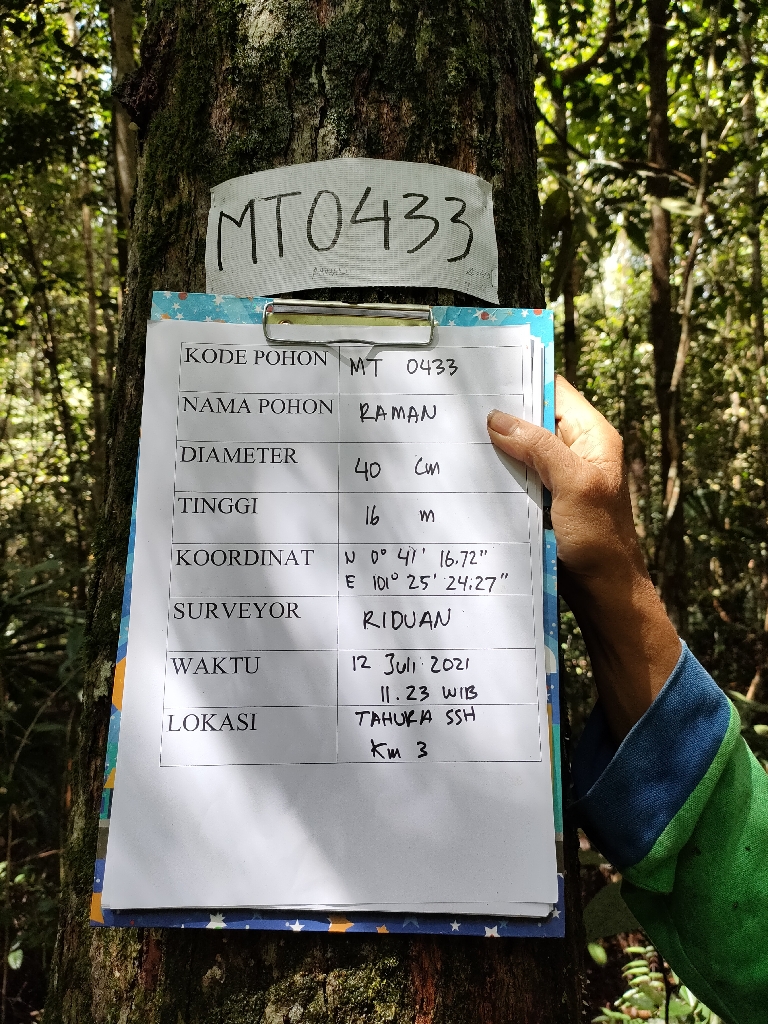 MT0433
KODE POHON MT 0433
NAMA POHON RAMAN
DIAMETER 40 cm
TINGGI 16 m
KOORDINAT N 0° 41' 16.72"
E 101° 25' 24.27"
SURVEYOR RIDUAN
WAKTU 12 Juli 2021
11.23 WIB
LOKASI TAHURA SSH
Km 3